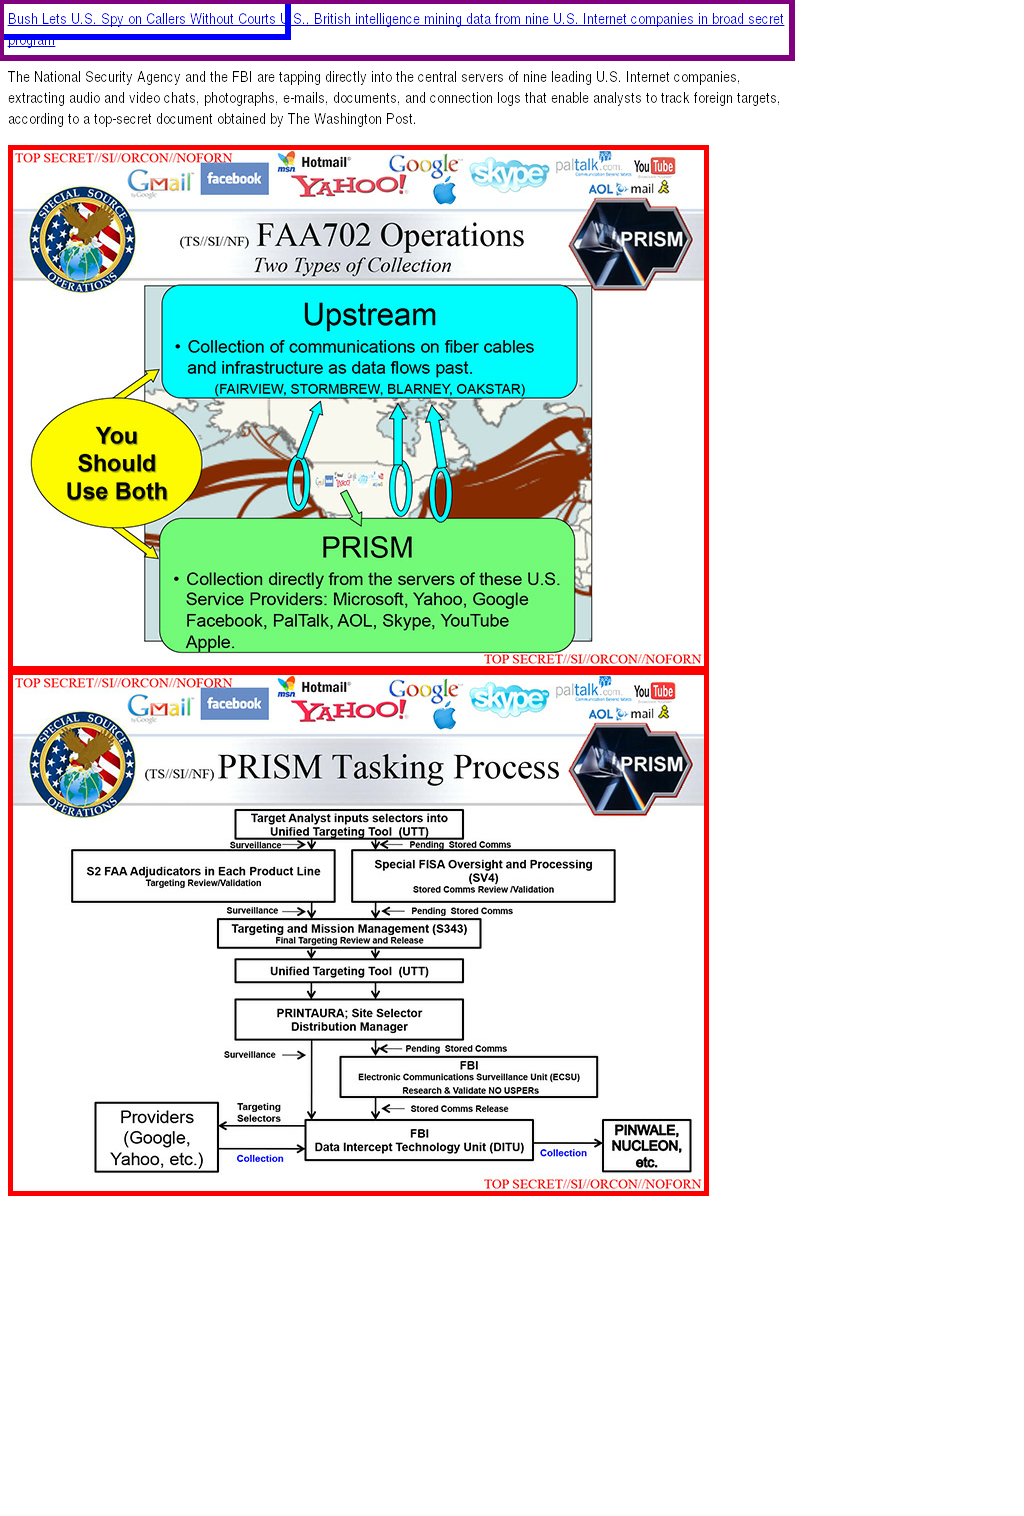 Bush Lets U.S. Spy on Callers Without Courts U.S., British intelligence mining data from nine U.S. Internet companies in broad secret
program
The National Security Agency and the FBI are tapping directly into the central servers of nine leading U.S. Internet companies,
extracting audio and video chats, photographs, e-mails, documents, and connection logs that enable analysts to track foreign targets,
according to a top-secret document obtained by The Washington Post.
TOP SECRET//SI//ORCON//NOFORN
Gmail by Google facebook msn Hotmail YAHOO! Google skype paltalk.com YouTube
AOL mail
SPECIAL SOURCE OPERATIONS
(TS//SI//NF) FAA702 Operations
Two Types of Collection
PRISM
Upstream
• Collection of communications on fiber cables
and infrastructure as data flows past.
(FAIRVIEW, STORMBREW, BLARNEY, OAKSTAR)
You
Should
Use Both
PRISM
• Collection directly from the servers of these U.S.
Service Providers: Microsoft, Yahoo, Google
Facebook, PalTalk, AOL, Skype, YouTube
Apple.
TOP SECRET//SI//ORCON//NOFORN
TOP SECRET//SI//ORCON//NOFORN
Gmail by Google facebook msn Hotmail YAHOO! Google skype paltalk.com YouTube
AOL mail
SPECIAL SOURCE OPERATIONS
(TS//SI//NF) PRISM Tasking Process
PRISM
Target Analyst inputs selectors into
Unified Targeting Tool (UTT)
Surveillance
Pending Stored Comms
S2 FAA Adjudicators in Each Product Line
Targeting Review/Validation
Special FISA Oversight and Processing
(SV4)
Stored Comms Review /Validation
Surveillance
Pending Stored Comms
Targeting and Mission Management (S343)
Final Targeting Review and Release
Unified Targeting Tool (UTT)
PRINTAURA; Site Selector
Distribution Manager
Surveillance
Pending Stored Comms
FBI
Electronic Communications Surveillance Unit (ECSU)
Research & Validate NO USPERs
Stored Comms Release
Targeting
Selectors
Providers
(Google,
Yahoo, etc.)
Collection
FBI
Data Intercept Technology Unit (DITU)
Collection
PINWALE,
NUCLEON,
etc.
TOP SECRET//SI//ORCON//NOFORN